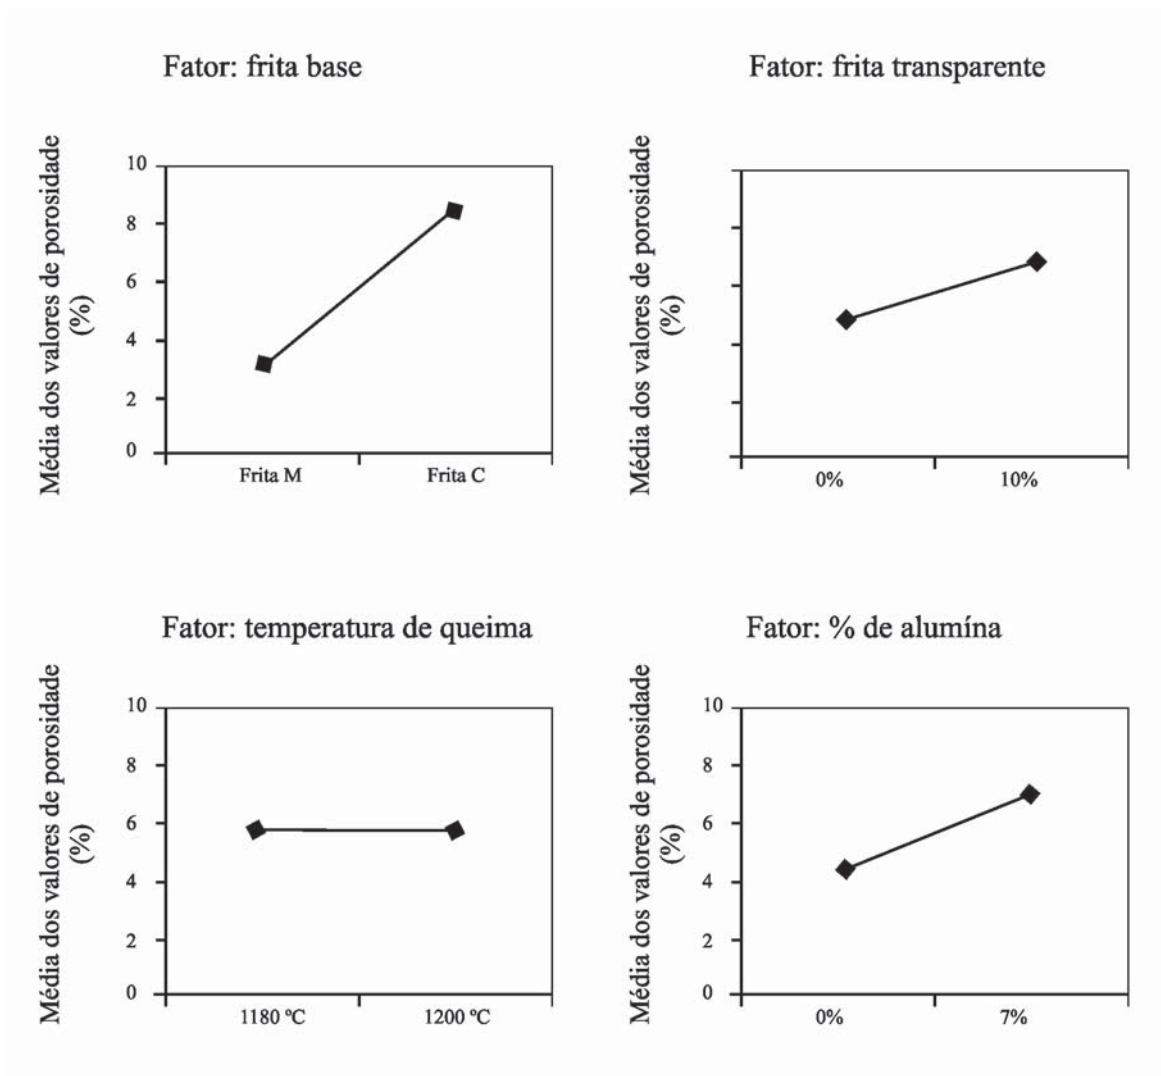 Fator: frita base
Média dos valores de porosidade
(%)
10
8
6
4
2
0
Frita M
Frita C
Fator: frita transparente
Média dos valores de porosidade
(%)
0%
10%
Fator: temperatura de queima
Média dos valores de porosidade
(%)
10
8
6
4
2
0
1180 ºC
1200 ºC
Fator: % de alumína
Média dos valores de porosidade
(%)
10
8
6
4
2
0
0%
7%